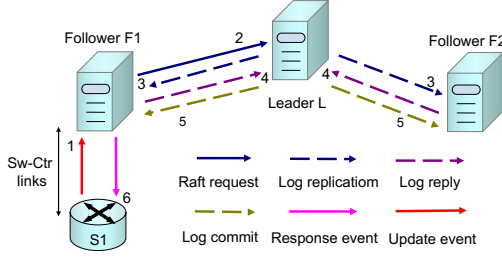 Follower F1
2
Leader L
Follower F2
3
4
4
3
5
5
Sw-Ctr
links
1
6
S1
Raft request
Log replicatiom
Log reply
Log commit
Response event
Update event